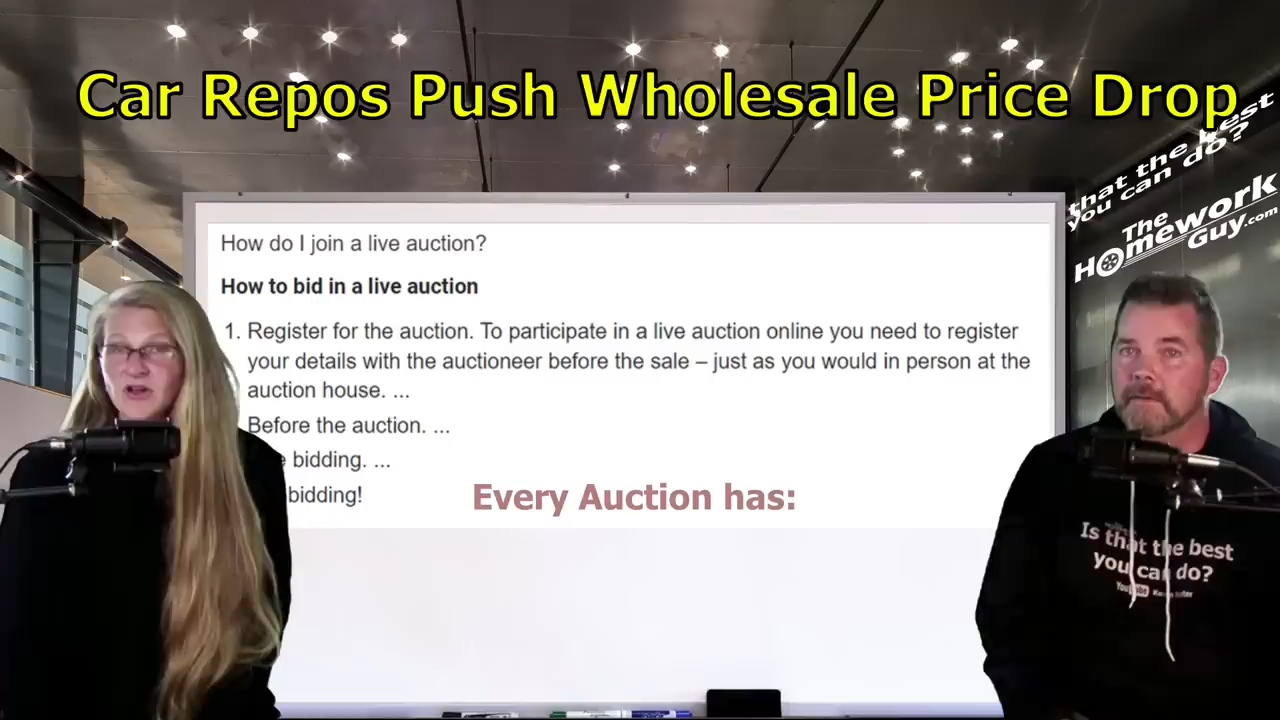 Car Repos Push Wholesale Price Drop
that the best
you can do?
The
Homework
Guy.com
How do I join a live auction?
How to bid in a live auction
1. Register for the auction. To participate in a live auction online you need to register
your details with the auctioneer before the sale – just as you would in person at the
auction house. ...
Before the auction. ...
bidding. ...
bidding!
Every Auction has:
Is that the best
you can do?